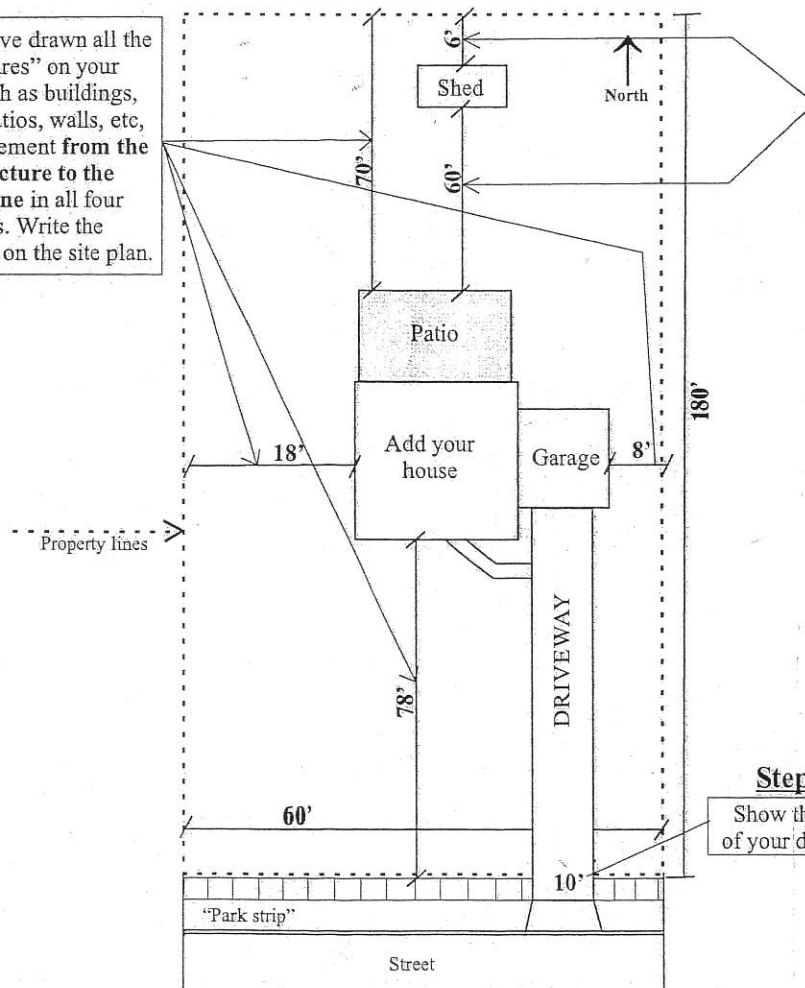 ve drawn all the
res” on your
h as buildings,
tios, walls, etc,
ement from the
cture to the
ne in all four
s. Write the
on the site plan.
6’
Shed
North
70’
60’
Patio
180’
Add your
house
Garage
18’
8’
Property lines
DRIVEWAY
78’
Step
Show th
of your d
60’
10’
“Park strip”
Street